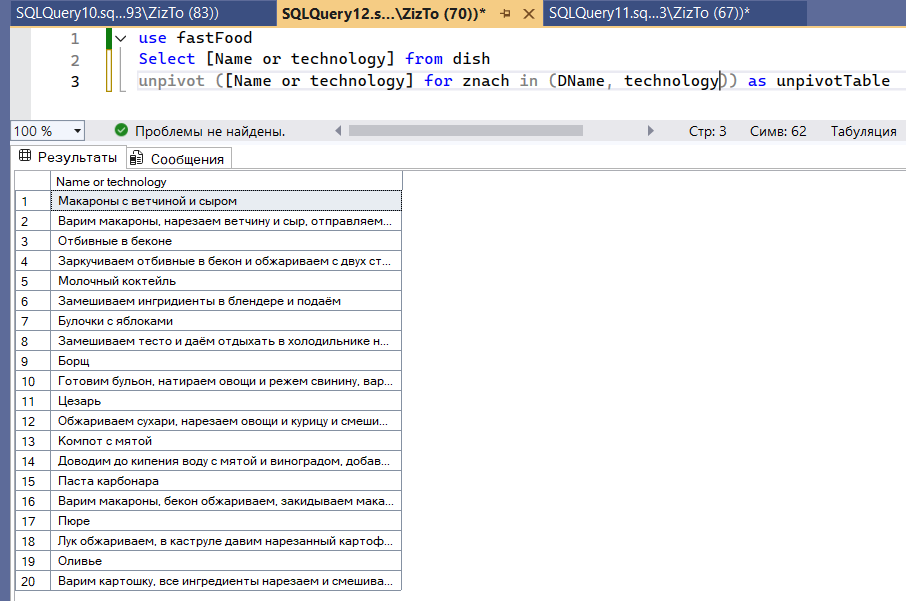 SQLQuery10.sq...93\ZizTo (83)) SQLQuery12.s...\ZizTo (70))* SQLQuery11.sq...3\ZizTo (67))*
1 use fastFood
2 Select [Name or technology] from dish
3 unpivot ([Name or technology] for znach in (DName, technology)) as unpivotTable
100 % Проблемы не найдены. Стр: 3 Симв: 62 Табуляция
Результаты Сообщения
Name or technology
1 Макароны с ветчиной и сыром
2 Варим макароны, нарезаем ветчину и сыр, отправляем...
3 Отбивные в беконе
4 Заркучиваем отбивные в бекон и обжариваем с двух ст...
5 Молочный коктейль
6 Замешиваем ингридиенты в блендере и подаём
7 Булочки с яблоками
8 Замешиваем тесто и даём отдыхать в холодильнике н...
9 Борщ
10 Готовим бульон, натираем овощи и режем свинину, вар...
11 Цезарь
12 Обжариваем сухари, нарезаем овощи и курицу и смеши...
13 Компот с мятой
14 Доводим до кипения воду с мятой и виноградом, добав...
15 Паста карбонара
16 Варим макароны, бекон обжариваем, закидываем мака...
17 Пюре
18 Лук обжариваем, в каструле давим нарезанный картоф...
19 Оливье
20 Варим картошку, все ингредиенты нарезаем и смешива...